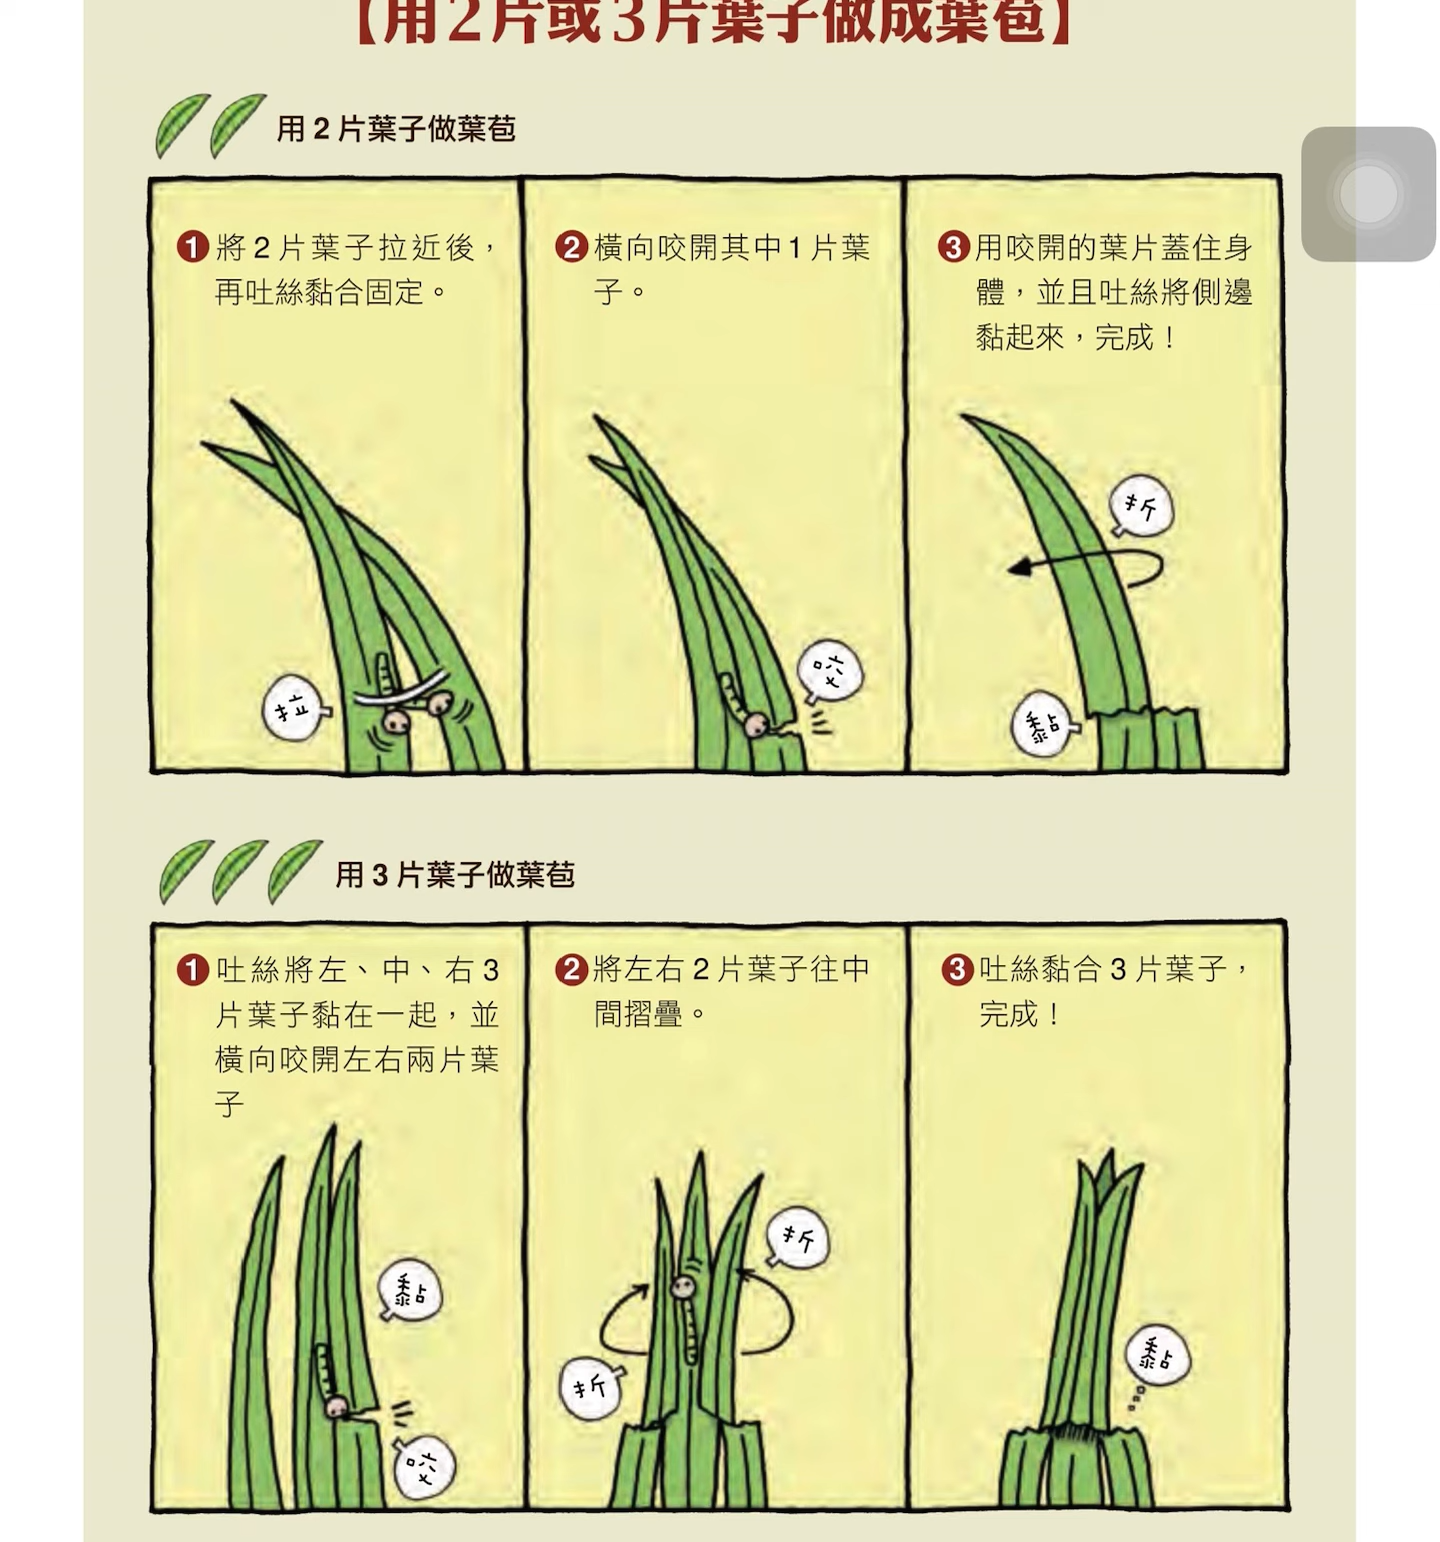 【用2片或3片葉子做成葉苞】
用2片葉子做葉苞
1 將2片葉子拉近後，
再吐絲黏合固定。
拉
2 橫向咬開其中1片葉
子。
咬
3 用咬開的葉片蓋住身
體，並且吐絲將側邊
黏起來，完成！
折
黏
用3片葉子做葉苞
1 吐絲將左、中、右3
片葉子黏在一起，並
橫向咬開左右兩片葉
子
黏
咬
2 將左右2片葉子往中
間摺疊。
折
折
3 吐絲黏合3片葉子，
完成！
黏